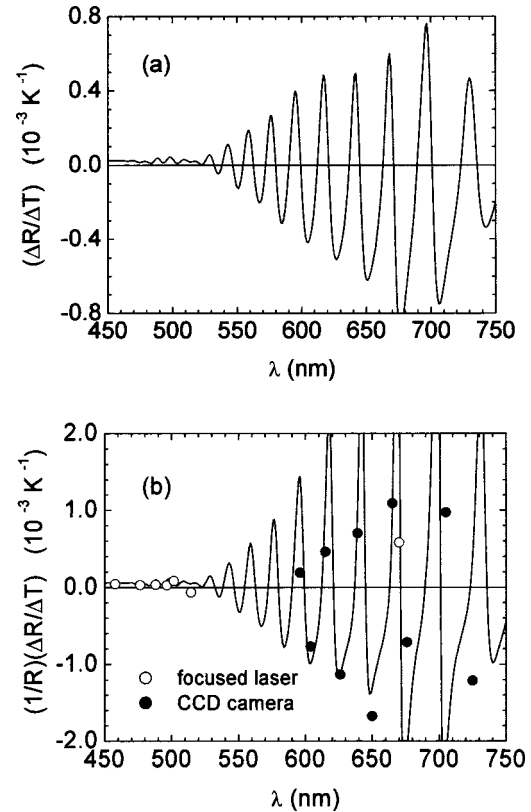 0.8
(a)
0.4
0.0
-0.4
-0.8
(ΔR/ΔT) (10⁻³ K⁻¹)
450 500 550 600 650 700 750
λ (nm)
2.0
(b)
1.0
0.0
-1.0
-2.0
(1/R)(ΔR/ΔT) (10⁻³ K⁻¹)
focused laser
CCD camera
450 500 550 600 650 700 750
λ (nm)